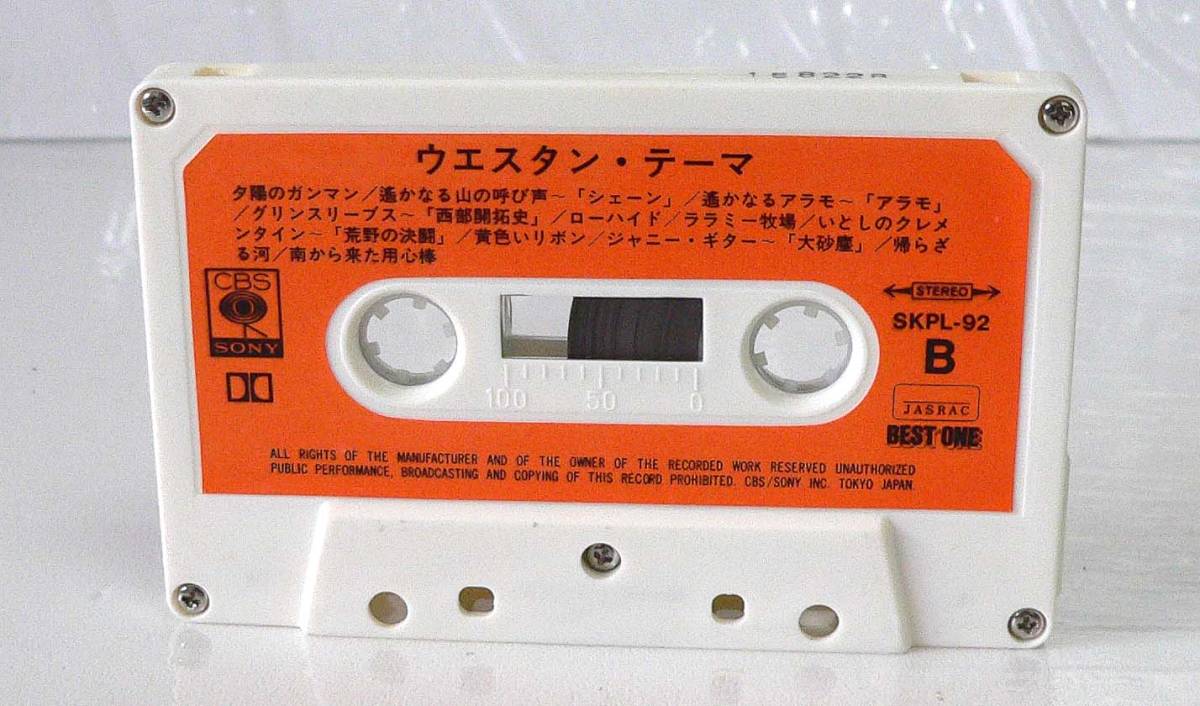 ウエスタン・テーマ
夕陽のガンマン/遙かなる山の呼び声~「シェーン」/遙かなるアラモ~「アラモ」
/グリンスリーブス~「西部開拓史」/ローハイド/ララミー牧場/いとしのクレメ
ンタイン~「荒野の決闘」/黄色いリボン/ジャニー・ギター~「大砂塵」/帰らざ
る河/南から来た用心棒
CBS
SONY
STEREO
SKPL-92
B
JASRAC
BEST ONE
100 50 0
ALL RIGHTS OF THE MANUFACTURER AND OF THE OWNER OF THE RECORDED WORK RESERVED UNAUTHORIZED
PUBLIC PERFORMANCE, BROADCASTING AND COPYING OF THIS RECORD PROHIBITED. CBS/SONY INC. TOKYO JAPAN.